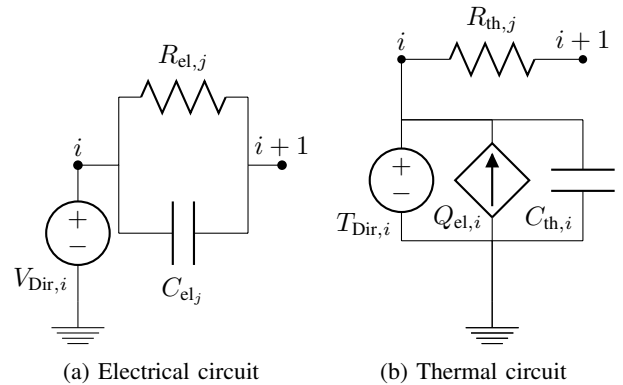 R_el,j
i
i + 1
+
−
V_Dir,i
C_el_j
(a) Electrical circuit
R_th,j
i
i + 1
+
−
T_Dir,i
Q_el,i
C_th,i
(b) Thermal circuit